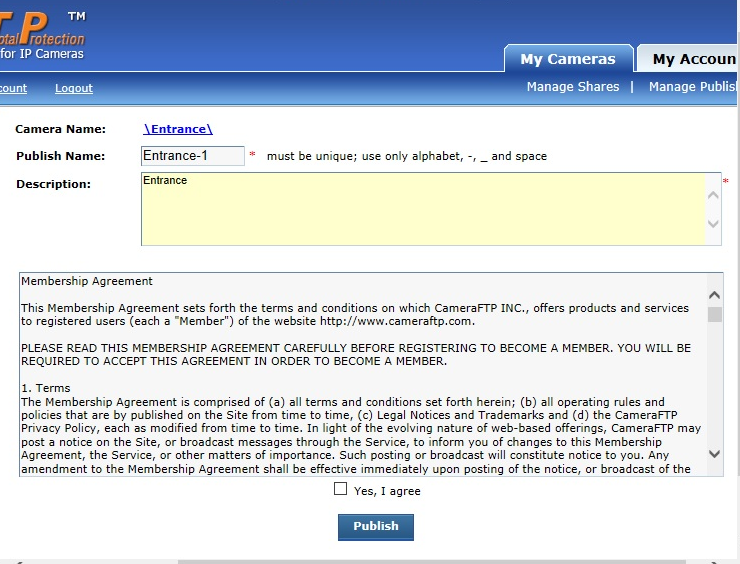 TP TM
otal Protection
for IP Cameras
My Cameras
My Accoun
count
Logout
Manage Shares |
Manage Publis
Camera Name:
\Entrance\
Publish Name:
Entrance-1
* must be unique; use only alphabet, -, _ and space
Description:
Entrance
*
Membership Agreement
This Membership Agreement sets forth the terms and conditions on which CameraFTP INC., offers products and services
to registered users (each a "Member") of the website http://www.cameraftp.com.
PLEASE READ THIS MEMBERSHIP AGREEMENT CAREFULLY BEFORE REGISTERING TO BECOME A MEMBER. YOU WILL BE
REQUIRED TO ACCEPT THIS AGREEMENT IN ORDER TO BECOME A MEMBER.
1. Terms
The Membership Agreement is comprised of (a) all terms and conditions set forth herein; (b) all operating rules and
policies that are by published on the Site from time to time, (c) Legal Notices and Trademarks and (d) the CameraFTP
Privacy Policy, each as modified from time to time. In light of the evolving nature of web-based offerings, CameraFTP may
post a notice on the Site, or broadcast messages through the Service, to inform you of changes to this Membership
Agreement, the Service, or other matters of importance. Such posting or broadcast will constitute notice to you. Any
amendment to the Membership Agreement shall be effective immediately upon posting of the notice, or broadcast of the
Yes, I agree
Publish